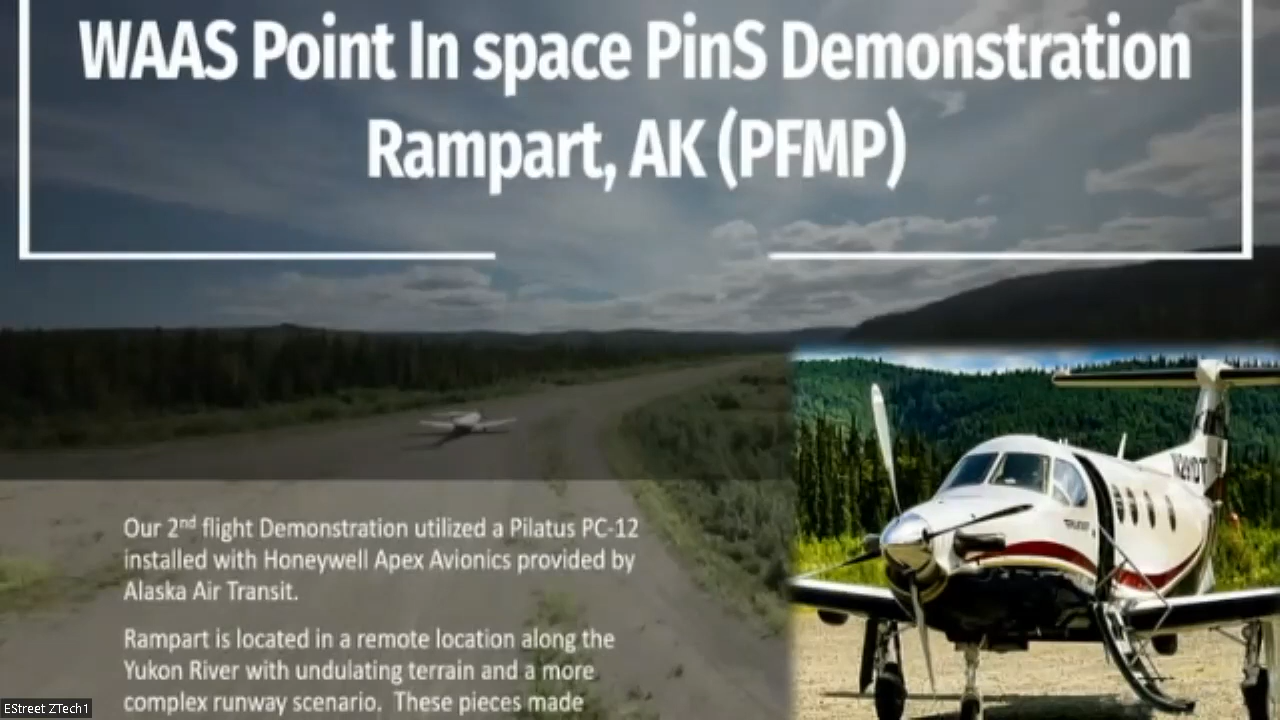 WAAS Point In space PinS Demonstration
Rampart, AK (PFMP)
Our 2nd flight Demonstration utilized a Pilatus PC-12
installed with Honeywell Apex Avionics provided by
Alaska Air Transit.
Rampart is located in a remote location along the
Yukon River with undulating terrain and a more
complex runway scenario. These pieces made
EStreet ZTech1